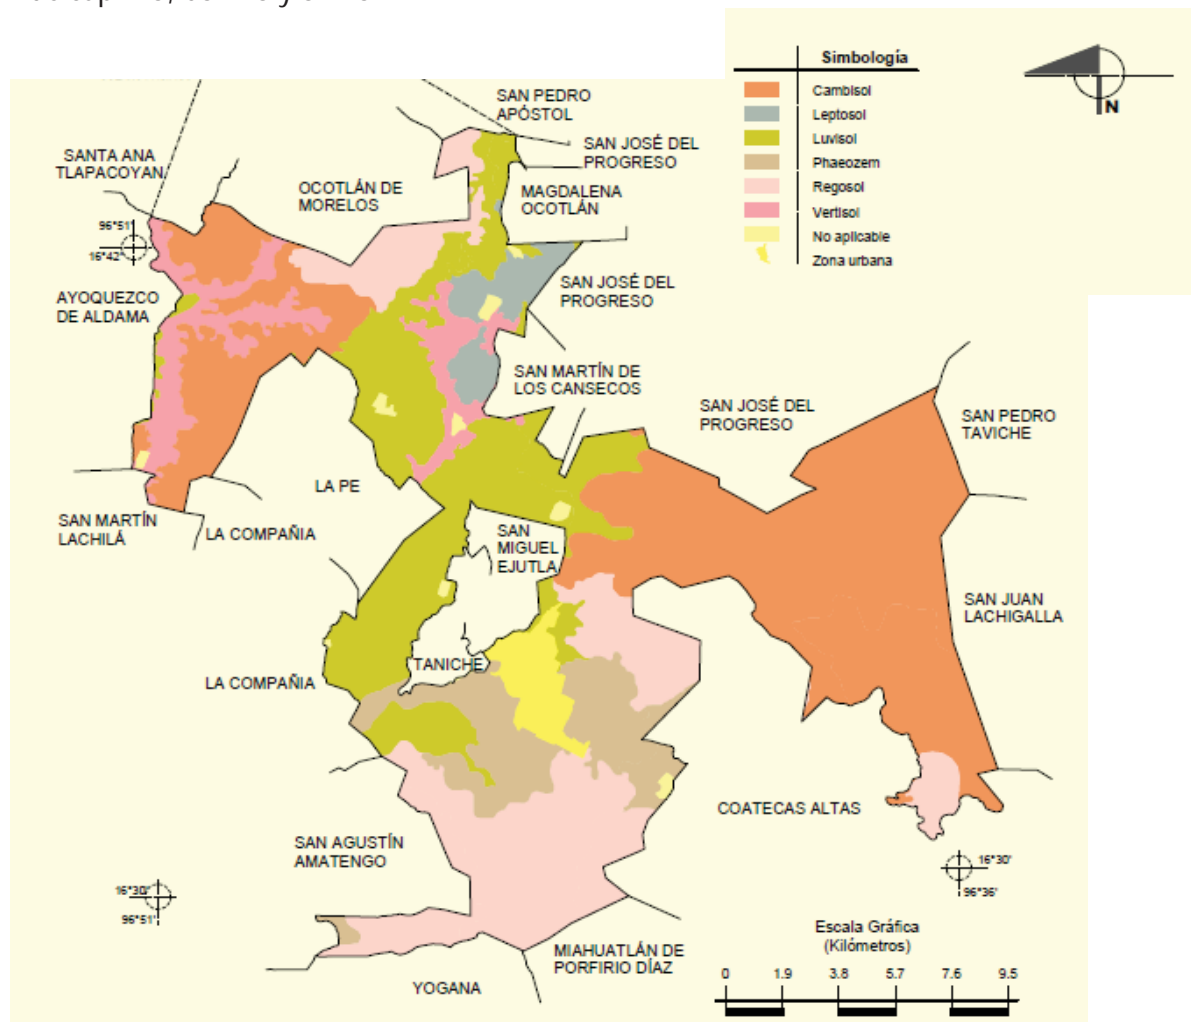 SAN PEDRO
APÓSTOL
SAN JOSÉ DEL
PROGRESO
SANTA ANA
TLAPACOYAN
OCOTLÁN DE
MORELOS
MAGDALENA
OCOTLÁN
96°51'
16°42'
AYOQUEZCO
DE ALDAMA
SAN JOSÉ DEL
PROGRESO
SAN MARTÍN DE
LOS CANSECOS
SAN JOSÉ DEL
PROGRESO
SAN PEDRO
TAVICHE
LA PE
SAN MARTÍN
LACHILÁ
LA COMPAÑIA
SAN
MIGUEL
EJUTLA
SAN JUAN
LACHIGALLA
TANICHE
LA COMPAÑIA
COATECAS ALTAS
SAN AGUSTÍN
AMATENGO
16°30'
96°51'
16°30'
96°36'
MIAHUATLÁN DE
PORFIRIO DÍAZ
YOGANA
Simbología
Cambisol
Leptosol
Luvisol
Phaeozem
Regosol
Vertisol
No aplicable
Zona urbana
N
Escala Gráfica
(Kilómetros)
0 1.9 3.8 5.7 7.6 9.5